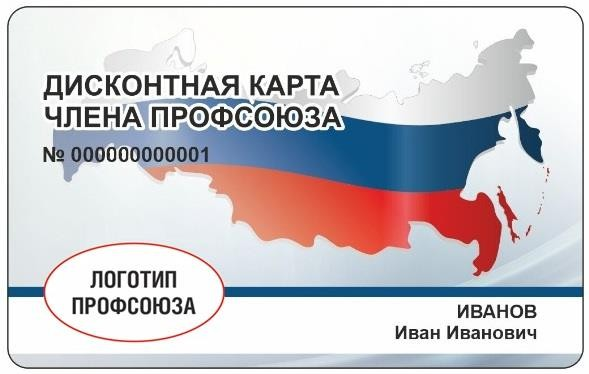 ДИСКОНТНАЯ КАРТА
ЧЛЕНА ПРОФСОЮЗА
№ 000000000001
ЛОГОТИП
ПРОФСОЮЗА
ИВАНОВ
Иван Иванович